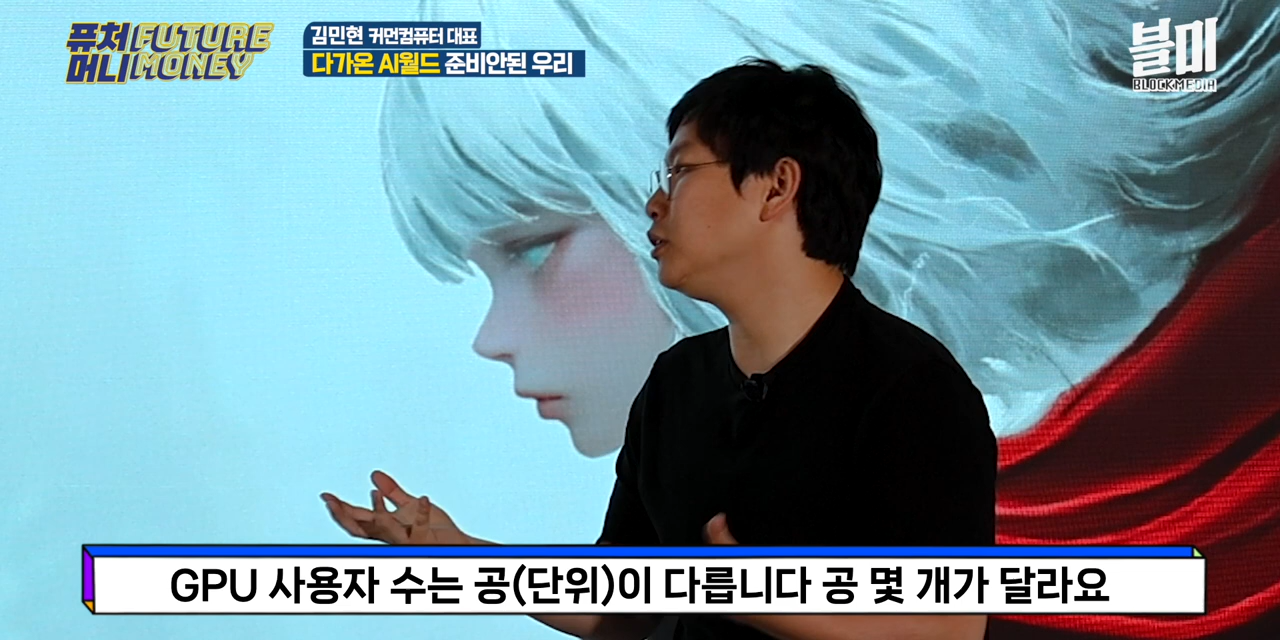 퓨처 FUTURE
머니 MONEY
김민현 커먼컴퓨터 대표
다가온 AI월드 준비안된 우리
블미
BLOCKMEDIA
GPU 사용자 수는 공(단위)이 다릅니다 공 몇 개가 달라요